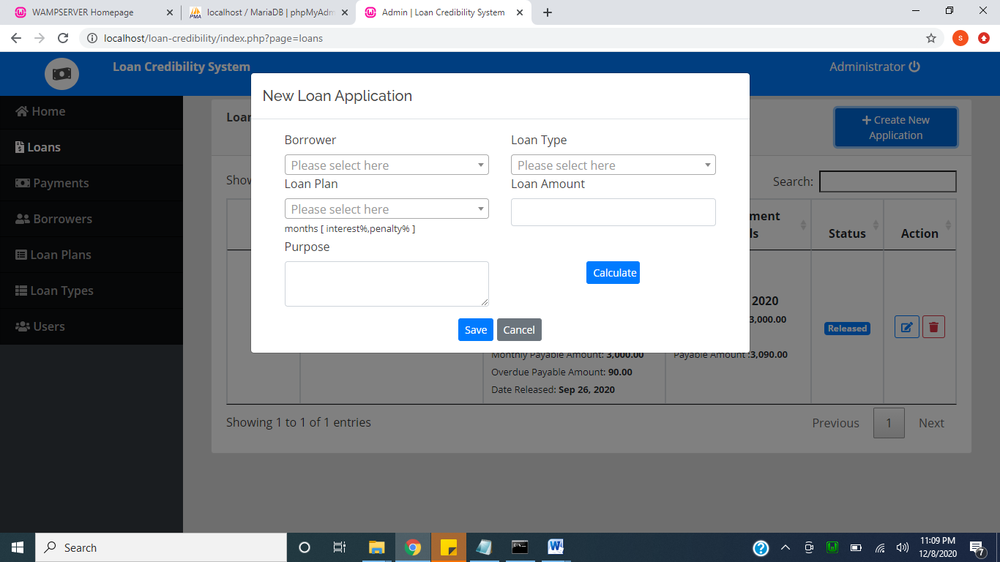 WAMPSERVER Homepage
localhost / MariaDB | phpMyAdm
Admin | Loan Credibility System
PMA
localhost/loan-credibility/index.php?page=loans
S
Loan Credibility System
Administrator
Home
Loans
Payments
Borrowers
Loan Plans
Loan Types
Users
Loan
+ Create New
Application
New Loan Application
Borrower
Loan Type
Please select here
Please select here
Loan Plan
Loan Amount
Please select here
months [ interest%,penalty% ]
Purpose
Calculate
Save
Cancel
Show
Search:
ment
ls
Status
Action
2020
3,000.00
Released
Monthly Payable Amount: 3,000.00
Payable Amount :3,090.00
Overdue Payable Amount: 90.00
Date Released: Sep 26, 2020
Showing 1 to 1 of 1 entries
Previous
1
Next
Search
11:09 PM
12/8/2020
7